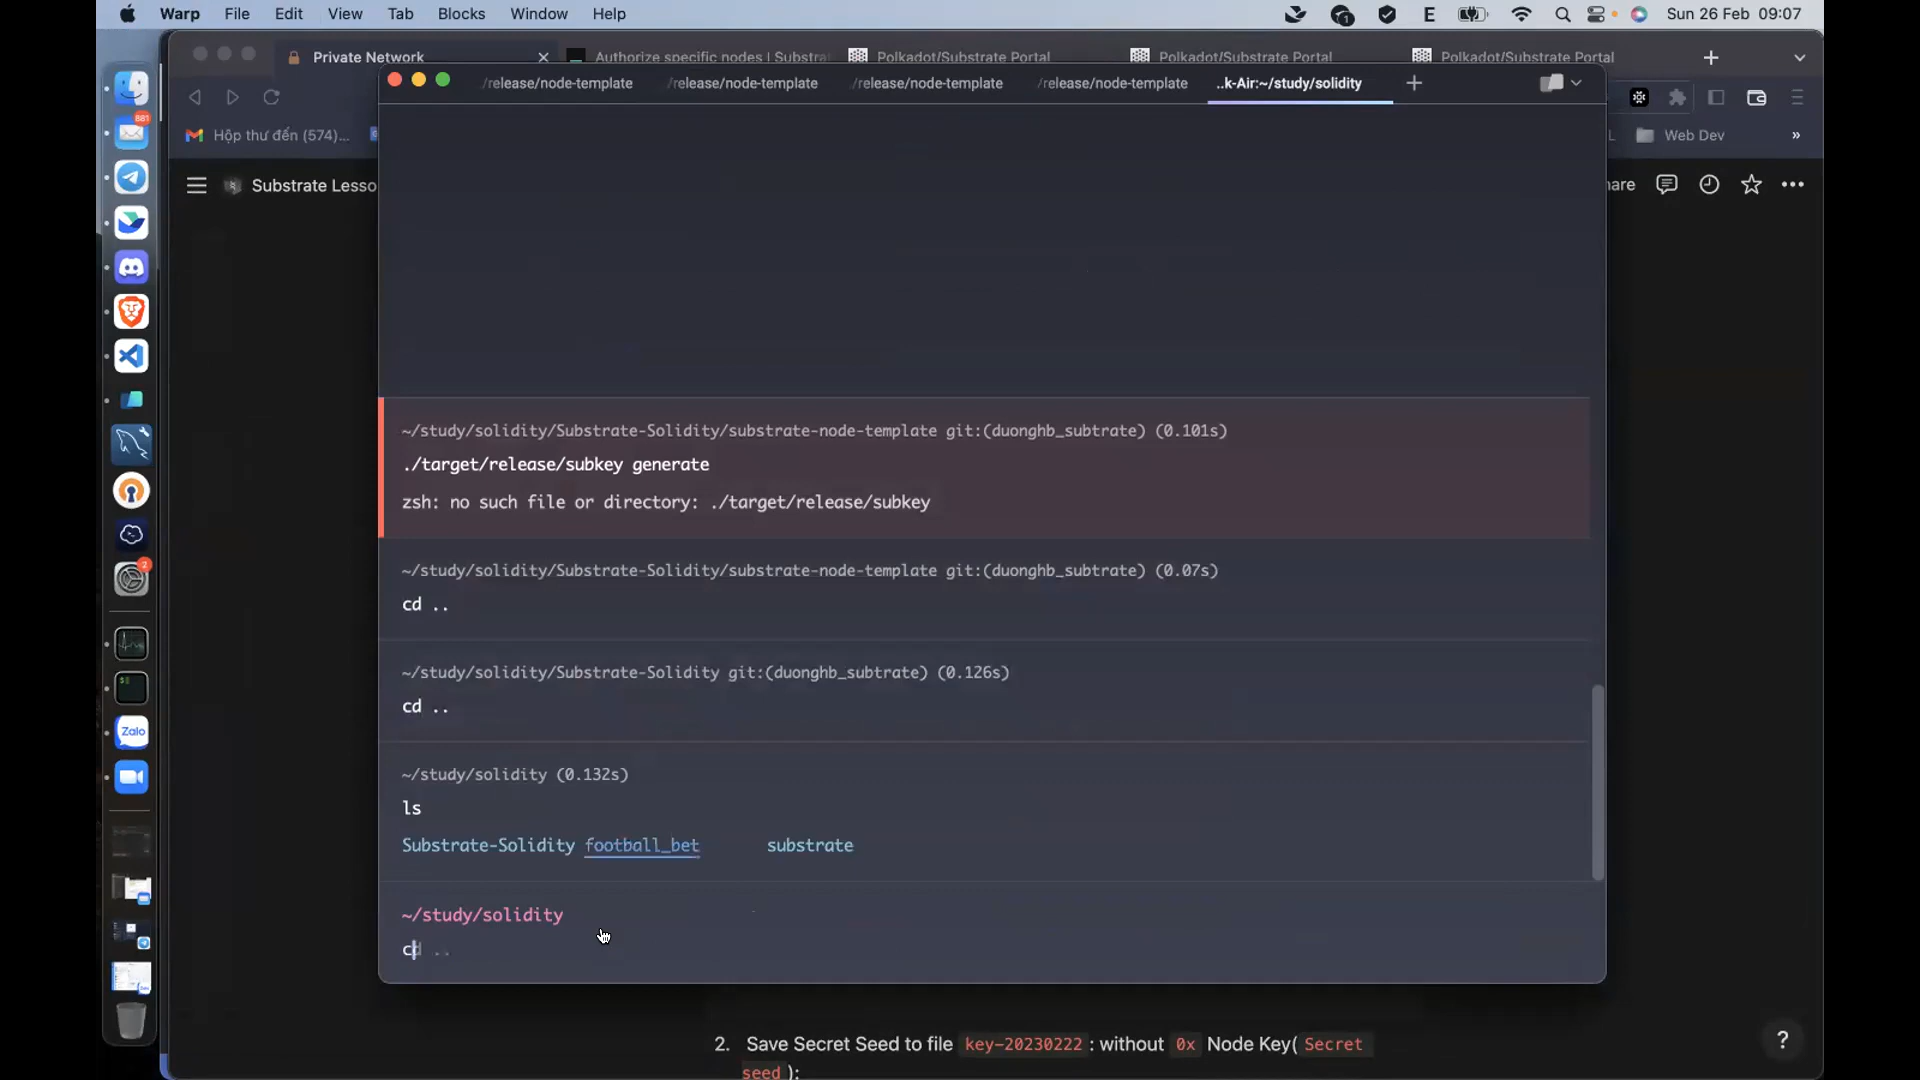 Warp File Edit View Tab Blocks Window Help
E
1
Sun 26 Feb 09:07
Private Network
Authorize specific nodes | Substrat
Polkadot/Substrate Portal
Polkadot/Substrate Portal
Polkadot/Substrate Portal
/release/node-template
/release/node-template
/release/node-template
/release/node-template
..k-Air:~/study/solidity
Hộp thư đến (574)...
Web Dev
Substrate Lesso
hare
881
2
Zalo
~/study/solidity/Substrate-Solidity/substrate-node-template git:(duonghb_subtrate) (0.101s)
./target/release/subkey generate
zsh: no such file or directory: ./target/release/subkey
~/study/solidity/Substrate-Solidity/substrate-node-template git:(duonghb_subtrate) (0.07s)
cd ..
~/study/solidity/Substrate-Solidity git:(duonghb_subtrate) (0.126s)
cd ..
~/study/solidity (0.132s)
ls
Substrate-Solidity football_bet substrate
~/study/solidity
cd ..
2. Save Secret Seed to file key-20230222 : without 0x Node Key( Secret
seed ):
?